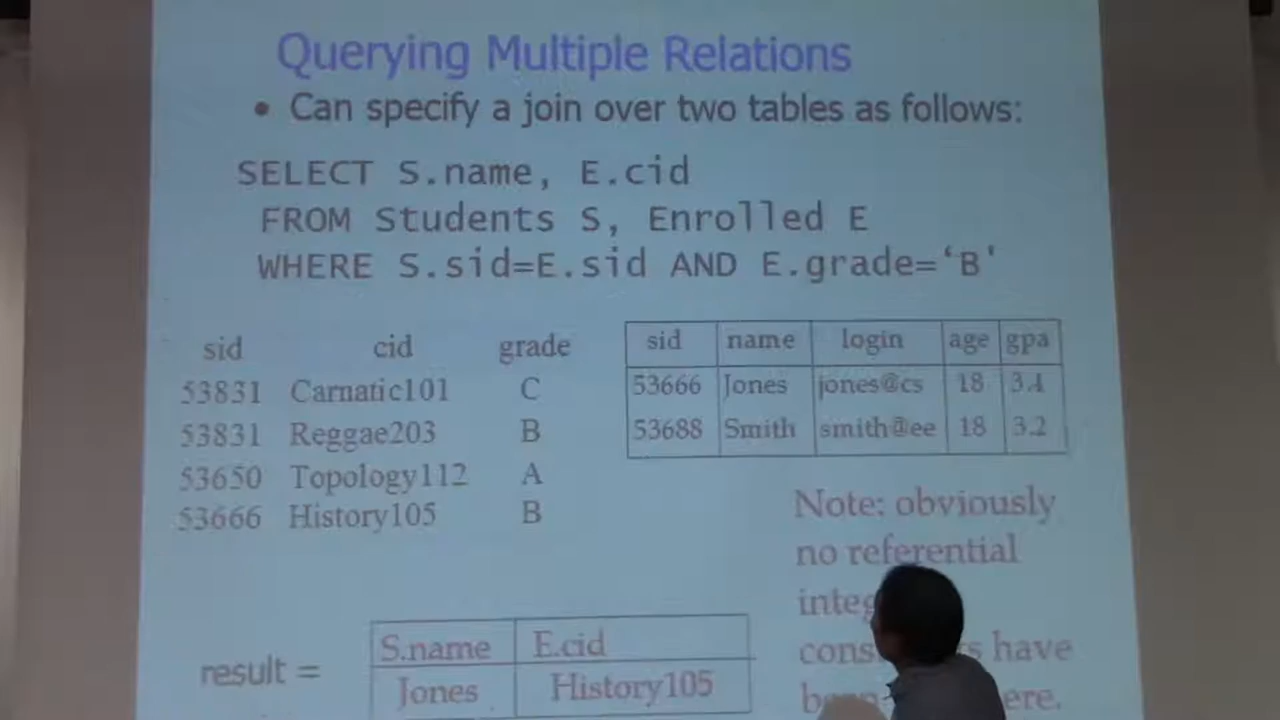 Querying Multiple Relations
• Can specify a join over two tables as follows:
SELECT S.name, E.cid
FROM Students S, Enrolled E
WHERE S.sid=E.sid AND E.grade=‘B'
sid cid grade
53831 Carnatic101 C
53831 Reggae203 B
53650 Topology112 A
53666 History105 B
sid name login age gpa
53666 Jones jones@cs 18 3.4
53688 Smith smith@ee 18 3.2
Note: obviously
no referential
have
result =
S.name E.cid
Jones History105